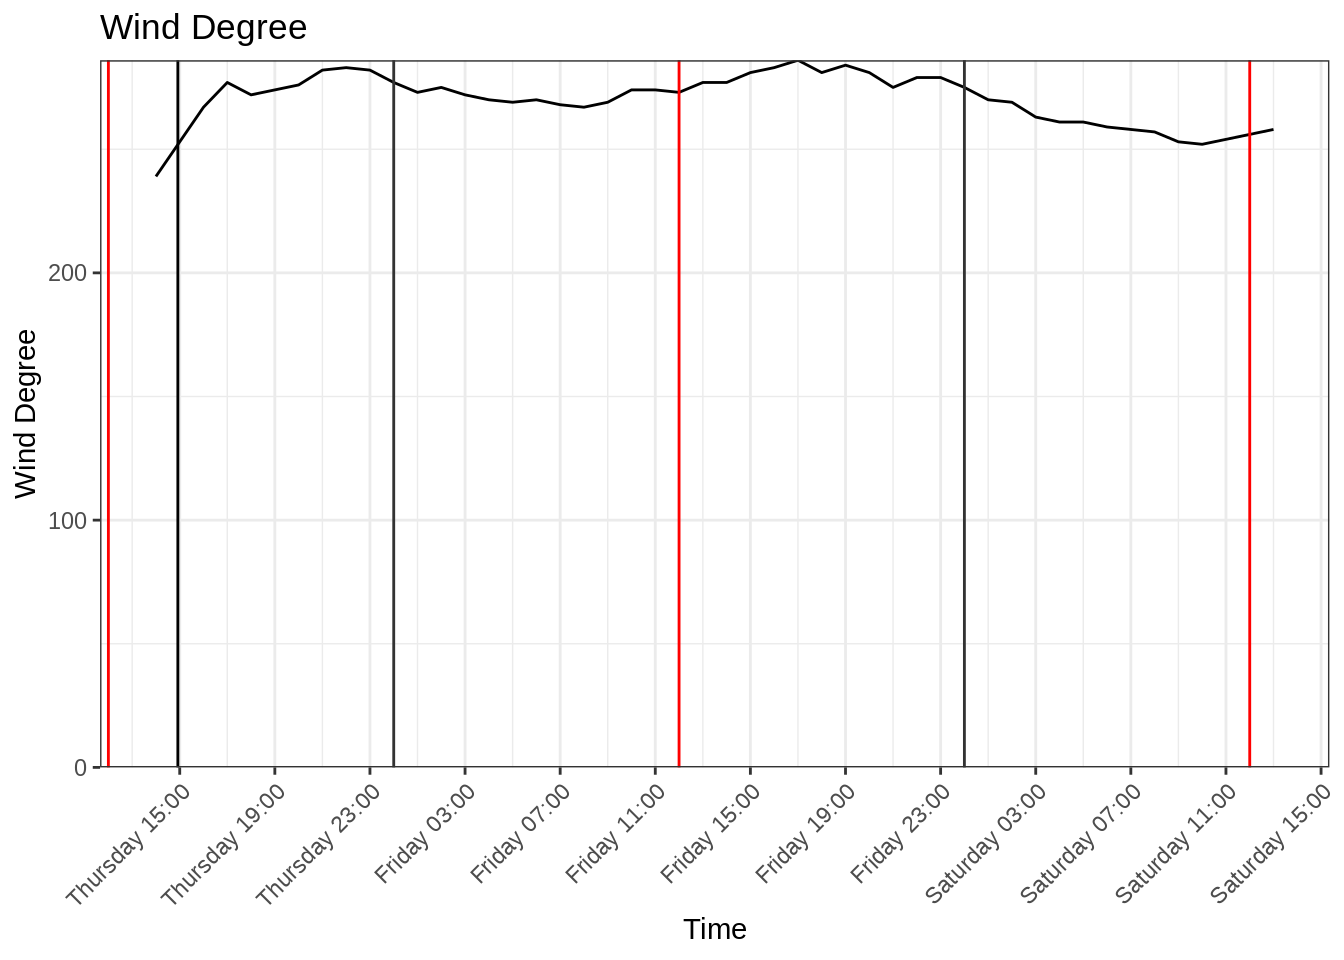 Wind Degree
Wind Degree
200
100
0
Thursday 15:00
Thursday 19:00
Thursday 23:00
Friday 03:00
Friday 07:00
Friday 11:00
Friday 15:00
Friday 19:00
Friday 23:00
Saturday 03:00
Saturday 07:00
Saturday 11:00
Saturday 15:00
Time